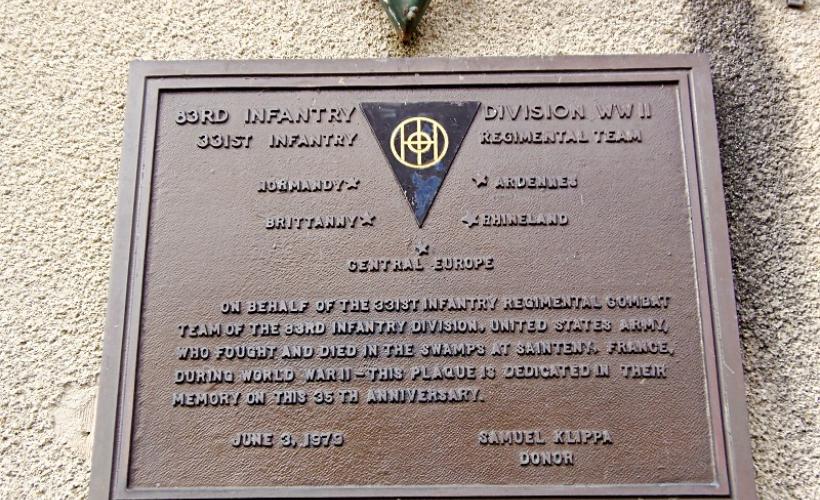 83RD INFANTRY DIVISION WW II
331ST INFANTRY REGIMENTAL TEAM
NORMANDY ★ ★ ARDENNES
BRITTANNY ★ ★ RHINELAND
★
CENTRAL EUROPE
ON BEHALF OF THE 331ST INFANTRY REGIMENTAL COMBAT
TEAM OF THE 83RD INFANTRY DIVISION, UNITED STATES ARMY,
WHO FOUGHT AND DIED IN THE SWAMPS AT SAINTENY, FRANCE,
DURING WORLD WAR II - THIS PLAQUE IS DEDICATED IN THEIR
MEMORY ON THIS 35 TH ANNIVERSARY.
JUNE 3, 1979 SAMUEL KLIPPA
DONOR